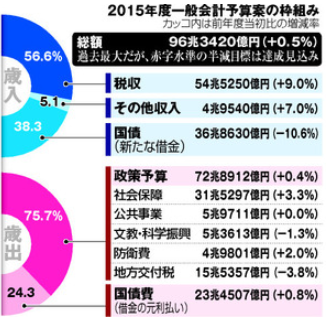 2015年度一般会計予算案の枠組み
カッコ内は前年度当初比の増減率
総額 96兆3420億円(+0.5%)
過去最大だが、赤字水準の半減目標は達成見込み
歳入
56.6%
5.1
38.3
税収 54兆5250億円(+9.0%)
その他収入 4兆9540億円(+7.0%)
国債 36兆8630億円(-10.6%)
(新たな借金)
歳出
75.7%
24.3
政策予算 72兆8912億円(+0.4%)
社会保障 31兆5297億円(+3.3%)
公共事業 5兆9711億円(+0.0%)
文教・科学振興 5兆3613億円(-1.3%)
防衛費 4兆9801億円(+2.0%)
地方交付税 15兆5357億円(-3.8%)
国債費 23兆4507億円(+0.8%)
(借金の元利払い)